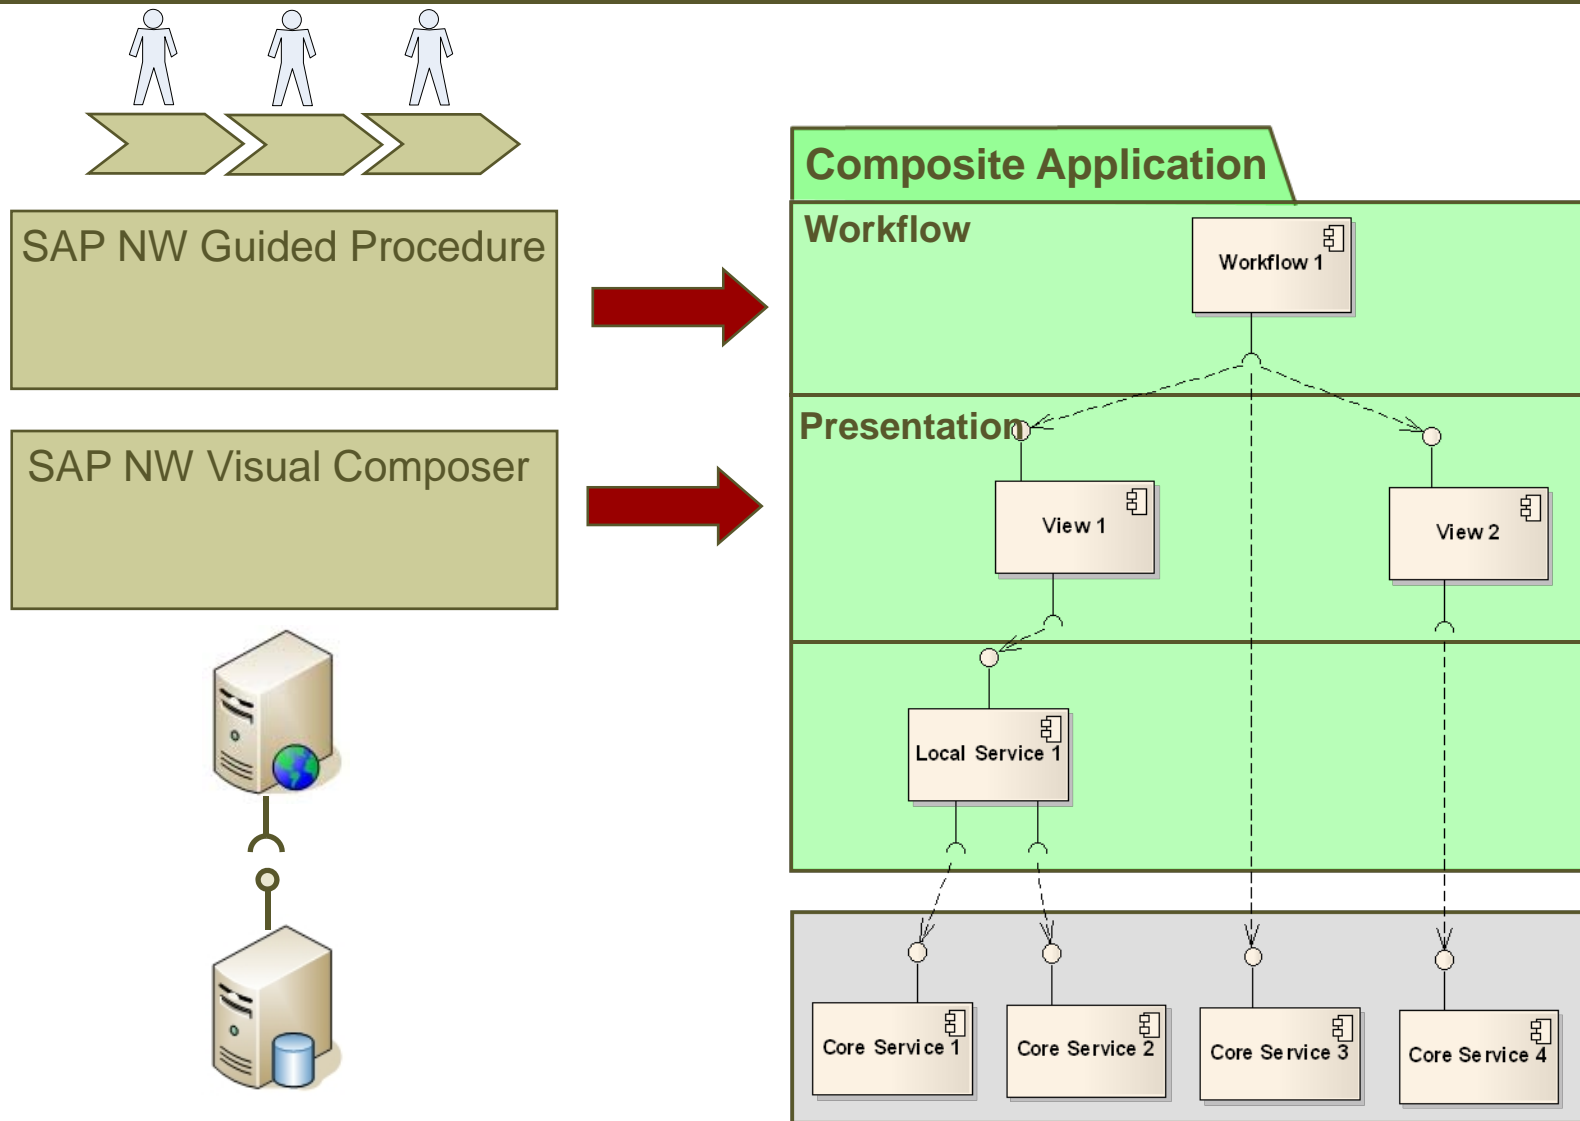 SAP NW Guided Procedure
SAP NW Visual Composer
Composite Application
Workflow
Workflow 1
Presentation
View 1
View 2
Local Service 1
Core Service 1
Core Service 2
Core Service 3
Core Service 4